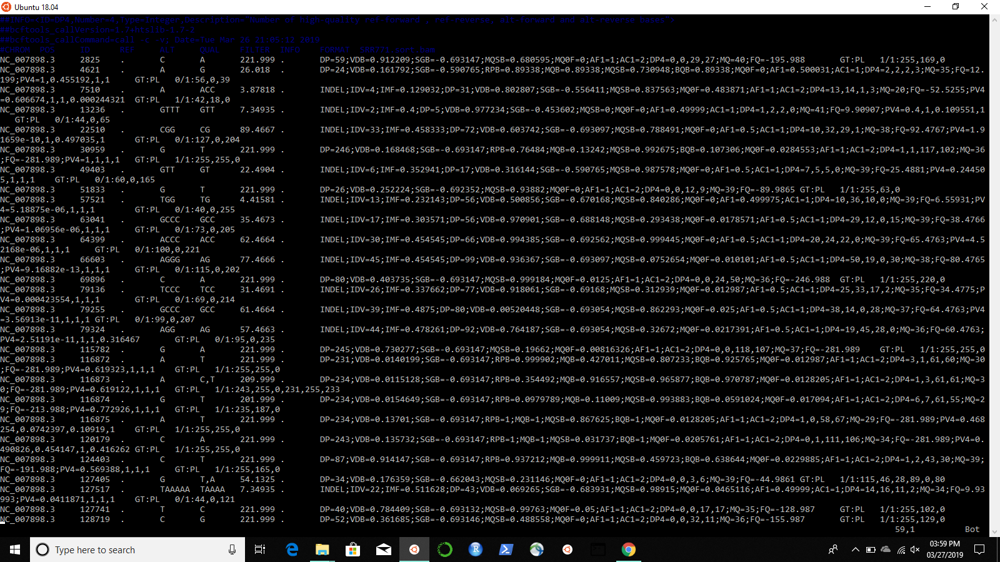 Ubuntu 18.04
##INFO=<ID=DP4,Number=4,Type=Integer,Description="Number of high-quality ref-forward , ref-reverse, alt-forward and alt-reverse bases">
##bcftools_callVersion=1.7+htslib-1.7-2
##bcftools_callCommand=call -c -v; Date=Tue Mar 26 21:05:12 2019
#CHROM POS ID REF ALT QUAL FILTER INFO FORMAT SRR771.sort.bam
NC_007898.3 2825 . C A 221.999 . DP=59;VDB=0.912209;SGB=-0.693147;MQSB=0.680595;MQ0F=0;AF1=1;AC1=2;DP4=0,0,29,27;MQ=40;FQ=-195.988 GT:PL 1/1:255,169,0
NC_007898.3 4621 . A G 26.018 . DP=24;VDB=0.161792;SGB=-0.590765;RPB=0.89338;MQB=0.89338;MQSB=0.730948;BQB=0.89338;MQ0F=0;AF1=0.500031;AC1=1;DP4=2,2,2,3;MQ=35;FQ=12.
199;PV4=1,0.455192,1,1 GT:PL 0/1:56,0,39
NC_007898.3 7510 . A ACC 3.87818 . INDEL;IDV=4;IMF=0.129032;DP=31;VDB=0.802807;SGB=-0.556411;MQSB=0.837563;MQ0F=0.483871;AF1=1;AC1=2;DP4=13,14,1,3;MQ=20;FQ=-52.5255;PV4
=0.606674,1,1,0.000244321 GT:PL 1/1:42,18,0
NC_007898.3 13236 . GTTT GTT 7.34935 . INDEL;IDV=2;IMF=0.4;DP=5;VDB=0.977234;SGB=-0.453602;MQSB=0;MQ0F=0;AF1=0.49999;AC1=1;DP4=1,2,2,0;MQ=41;FQ=9.90907;PV4=0.4,1,0.109551,1
GT:PL 0/1:44,0,65
NC_007898.3 22510 . CGG CG 89.4667 . INDEL;IDV=33;IMF=0.458333;DP=72;VDB=0.603742;SGB=-0.693097;MQSB=0.788491;MQ0F=0;AF1=0.5;AC1=1;DP4=10,32,29,1;MQ=38;FQ=92.4767;PV4=1.9
1659e-10,1,0.497035,1 GT:PL 0/1:127,0,204
NC_007898.3 30959 . G T 221.999 . DP=246;VDB=0.168468;SGB=-0.693147;RPB=0.76484;MQB=0.13242;MQSB=0.992675;BQB=0.107306;MQ0F=0.0284553;AF1=1;AC1=2;DP4=1,1,117,102;MQ=36
;FQ=-281.989;PV4=1,1,1,1 GT:PL 1/1:255,255,0
NC_007898.3 49403 . GTT GT 22.4904 . INDEL;IDV=6;IMF=0.352941;DP=17;VDB=0.316144;SGB=-0.590765;MQSB=0.987578;MQ0F=0;AF1=0.5;AC1=1;DP4=7,5,5,0;MQ=39;FQ=25.4881;PV4=0.24450
5,1,1,1 GT:PL 0/1:60,0,165
NC_007898.3 51833 . G T 221.999 . DP=26;VDB=0.252224;SGB=-0.692352;MQSB=0.93882;MQ0F=0;AF1=1;AC1=2;DP4=0,0,12,9;MQ=39;FQ=-89.9865 GT:PL 1/1:255,63,0
NC_007898.3 57521 . TGG TG 4.41581 . INDEL;IDV=13;IMF=0.232143;DP=56;VDB=0.500856;SGB=-0.670168;MQSB=0.840286;MQ0F=0;AF1=0.499975;AC1=1;DP4=10,36,10,0;MQ=39;FQ=6.55931;PV
4=5.18875e-06,1,1,1 GT:PL 0/1:40,0,255
NC_007898.3 63041 . GCCC GCC 35.4673 . INDEL;IDV=17;IMF=0.303571;DP=56;VDB=0.970901;SGB=-0.688148;MQSB=0.293438;MQ0F=0.0178571;AF1=0.5;AC1=1;DP4=29,12,0,15;MQ=39;FQ=38.4766
;PV4=1.06956e-06,1,1,1 GT:PL 0/1:73,0,205
NC_007898.3 64399 . ACCC ACC 62.4664 . INDEL;IDV=30;IMF=0.454545;DP=66;VDB=0.994385;SGB=-0.692562;MQSB=0.999445;MQ0F=0;AF1=0.5;AC1=1;DP4=20,24,22,0;MQ=39;FQ=65.4763;PV4=4.5
2168e-06,1,1,1 GT:PL 0/1:100,0,221
NC_007898.3 66603 . AGGG AG 77.4666 . INDEL;IDV=45;IMF=0.454545;DP=99;VDB=0.936367;SGB=-0.693097;MQSB=0.0752654;MQ0F=0.010101;AF1=0.5;AC1=1;DP4=50,19,0,30;MQ=38;FQ=80.4765
;PV4=9.16882e-13,1,1,1 GT:PL 0/1:115,0,202
NC_007898.3 69896 . C A 221.999 . DP=80;VDB=0.403735;SGB=-0.693147;MQSB=0.999184;MQ0F=0.0125;AF1=1;AC1=2;DP4=0,0,24,50;MQ=36;FQ=-246.988 GT:PL 1/1:255,220,0
NC_007898.3 79136 . TCCC TCC 31.4691 . INDEL;IDV=26;IMF=0.337662;DP=77;VDB=0.918061;SGB=-0.69168;MQSB=0.312939;MQ0F=0.012987;AF1=0.5;AC1=1;DP4=25,33,17,2;MQ=35;FQ=34.4775;P
V4=0.000423554,1,1,1 GT:PL 0/1:69,0,214
NC_007898.3 79255 . GCCC GCC 61.4664 . INDEL;IDV=39;IMF=0.4875;DP=80;VDB=0.00520448;SGB=-0.693054;MQSB=0.862293;MQ0F=0.025;AF1=0.5;AC1=1;DP4=38,14,0,28;MQ=37;FQ=64.4763;PV4
=3.56913e-11,1,1,1 GT:PL 0/1:99,0,207
NC_007898.3 79324 . AGG AG 57.4663 . INDEL;IDV=44;IMF=0.478261;DP=92;VDB=0.764187;SGB=-0.693054;MQSB=0.32672;MQ0F=0.0217391;AF1=0.5;AC1=1;DP4=19,45,28,0;MQ=36;FQ=60.4763;
PV4=2.51191e-11,1,1,0.316467 GT:PL 0/1:95,0,235
NC_007898.3 115782 . G A 221.999 . DP=245;VDB=0.730277;SGB=-0.693147;MQSB=0.19662;MQ0F=0.00816326;AF1=1;AC1=2;DP4=0,0,118,107;MQ=37;FQ=-281.989 GT:PL 1/1:255,255,0
NC_007898.3 116872 . A T 221.999 . DP=231;VDB=0.0140199;SGB=-0.693147;RPB=0.999902;MQB=0.427011;MQSB=0.807233;BQB=0.925765;MQ0F=0.012987;AF1=1;AC1=2;DP4=3,1,61,60;MQ=30
;FQ=-281.989;PV4=0.619323,1,1,1 GT:PL 1/1:255,255,0
NC_007898.3 116873 . A C,T 209.999 . DP=234;VDB=0.0115128;SGB=-0.693147;RPB=0.354492;MQB=0.916557;MQSB=0.965877;BQB=0.970787;MQ0F=0.0128205;AF1=1;AC1=2;DP4=1,3,61,61;MQ=3
0;FQ=-281.989;PV4=0.619122,1,1,1 GT:PL 1/1:243,255,0,231,255,233
NC_007898.3 116874 . G T 201.999 . DP=234;VDB=0.0154649;SGB=-0.693147;RPB=0.0979789;MQB=0.11009;MQSB=0.993883;BQB=0.0591024;MQ0F=0.017094;AF1=1;AC1=2;DP4=6,7,61,55;MQ=2
9;FQ=-213.988;PV4=0.772926,1,1,1 GT:PL 1/1:235,187,0
NC_007898.3 116875 . A T 221.999 . DP=234;VDB=0.13701;SGB=-0.693147;RPB=1;MQB=1;MQSB=0.867625;BQB=1;MQ0F=0.0128205;AF1=1;AC1=2;DP4=1,0,58,67;MQ=29;FQ=-281.989;PV4=0.468
254,0.0742397,0.10919,1 GT:PL 1/1:255,255,0
NC_007898.3 120179 . C A 221.999 . DP=243;VDB=0.135732;SGB=-0.693147;RPB=1;MQB=1;MQSB=0.031737;BQB=1;MQ0F=0.0205761;AF1=1;AC1=2;DP4=0,1,111,106;MQ=34;FQ=-281.989;PV4=0.
490826,0.454147,1,0.416262 GT:PL 1/1:255,255,0
NC_007898.3 124403 . C T 221.999 . DP=87;VDB=0.914147;SGB=-0.693147;RPB=0.937212;MQB=0.999911;MQSB=0.459723;BQB=0.638644;MQ0F=0.0229885;AF1=1;AC1=2;DP4=1,2,43,30;MQ=39;
FQ=-191.988;PV4=0.569388,1,1,1 GT:PL 1/1:255,165,0
NC_007898.3 127405 . G T,A 54.1325 . DP=34;VDB=0.176359;SGB=-0.662043;MQSB=0.231146;MQ0F=0;AF1=1;AC1=2;DP4=0,0,3,6;MQ=39;FQ=-44.9861 GT:PL 1/1:115,46,28,89,0,80
NC_007898.3 127517 . TAAAAA TAAAA 7.34935 . INDEL;IDV=22;IMF=0.511628;DP=43;VDB=0.069265;SGB=-0.683931;MQSB=0.98915;MQ0F=0.0465116;AF1=0.49999;AC1=1;DP4=14,16,11,2;MQ=34;FQ=9.93
993;PV4=0.0411871,1,1,1 GT:PL 0/1:44,0,121
NC_007898.3 127741 . T C 221.999 . DP=40;VDB=0.784409;SGB=-0.693132;MQSB=0.99763;MQ0F=0.05;AF1=1;AC1=2;DP4=0,0,17,17;MQ=35;FQ=-128.987 GT:PL 1/1:255,102,0
NC_007898.3 128719 . C G 221.999 . DP=52;VDB=0.361685;SGB=-0.693146;MQSB=0.488558;MQ0F=0;AF1=1;AC1=2;DP4=0,0,32,11;MQ=36;FQ=-155.987 GT:PL 1/1:255,129,0
59,1 Bot
Type here to search
03:59 PM
03/27/2019